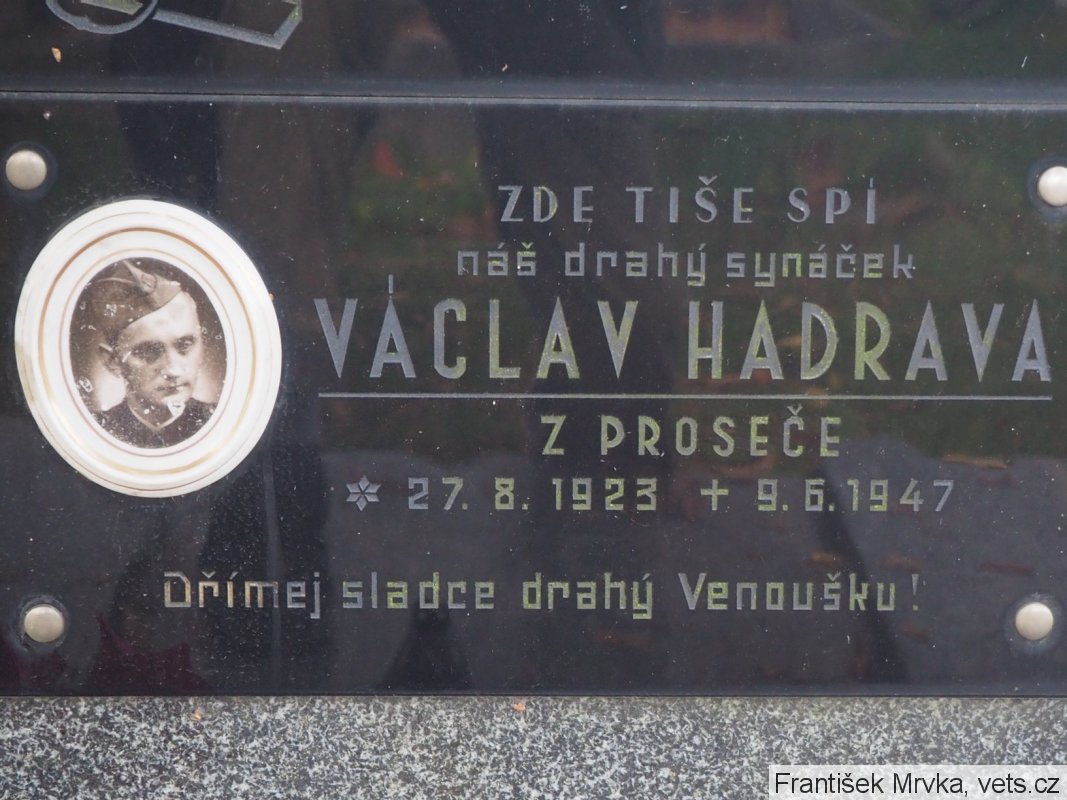 ZDE TIŠE SPÍ
náš drahý synáček
VÁCLAV HADRAVA
Z PROSEČE
* 27. 8. 1923 + 9. 6. 1947
Dřímej sladce drahý Venoušku!
František Mrvka, vets.cz